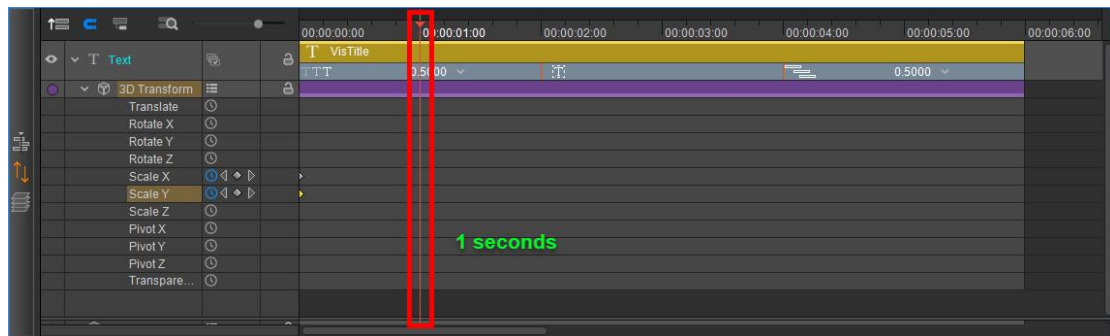 00:00:00:00 00:00:01:00 00:00:02:00 00:00:03:00 00:00:04:00 00:00:05:00 00:00:06:00
T Text T VisTitle
TTT 0.5000 T 0.5000
3D Transform
Translate
Rotate X
Rotate Y
Rotate Z
Scale X
Scale Y
Scale Z
Pivot X
Pivot Y
1 seconds
Pivot Z
Transpare...